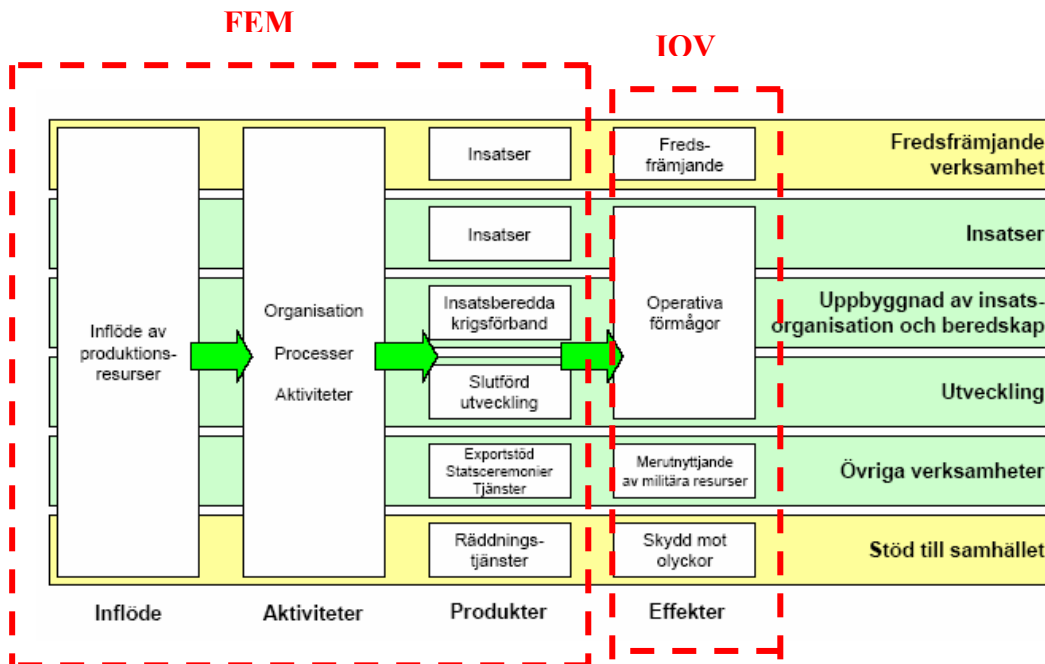 FEM
IOV
Inflöde av
produktions-
resurser
Organisation
Processer
Aktiviteter
Insatser
Freds-
främjande
Fredsfrämjande
verksamhet
Insatser
Insatser
Insatsberedda
krigsförband
Operativa
förmågor
Uppbyggnad av insats-
organisation och beredskap
Slutförd
utveckling
Utveckling
Exportstöd
Statsceremonier
Tjänster
Merutnyttjande
av militära resurser
Övriga verksamheter
Räddnings-
tjänster
Skydd mot
olyckor
Stöd till samhället
Inflöde
Aktiviteter
Produkter
Effekter